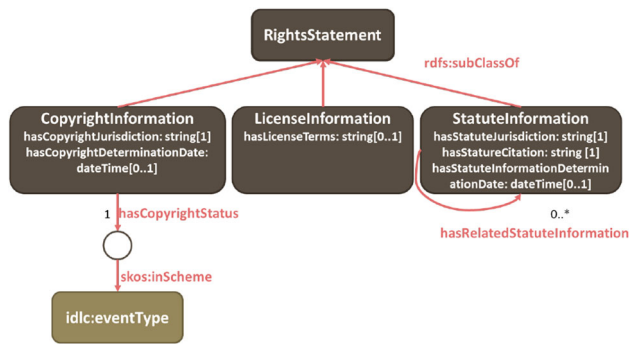 RightsStatement
rdfs:subClassOf
CopyrightInformation
hasCopyrightJurisdiction: string[1]
hasCopyrightDeterminationDate:
dateTime[0..1]
LicenseInformation
hasLicenseTerms: string[0..1]
StatuteInformation
hasStatuteJurisdiction: string[1]
hasStatureCitation: string [1]
hasStatuteInformationDetermin
ationDate: dateTime[0..1]
1 hasCopyrightStatus
0..*
hasRelatedStatuteInformation
skos:inScheme
idlc:eventType